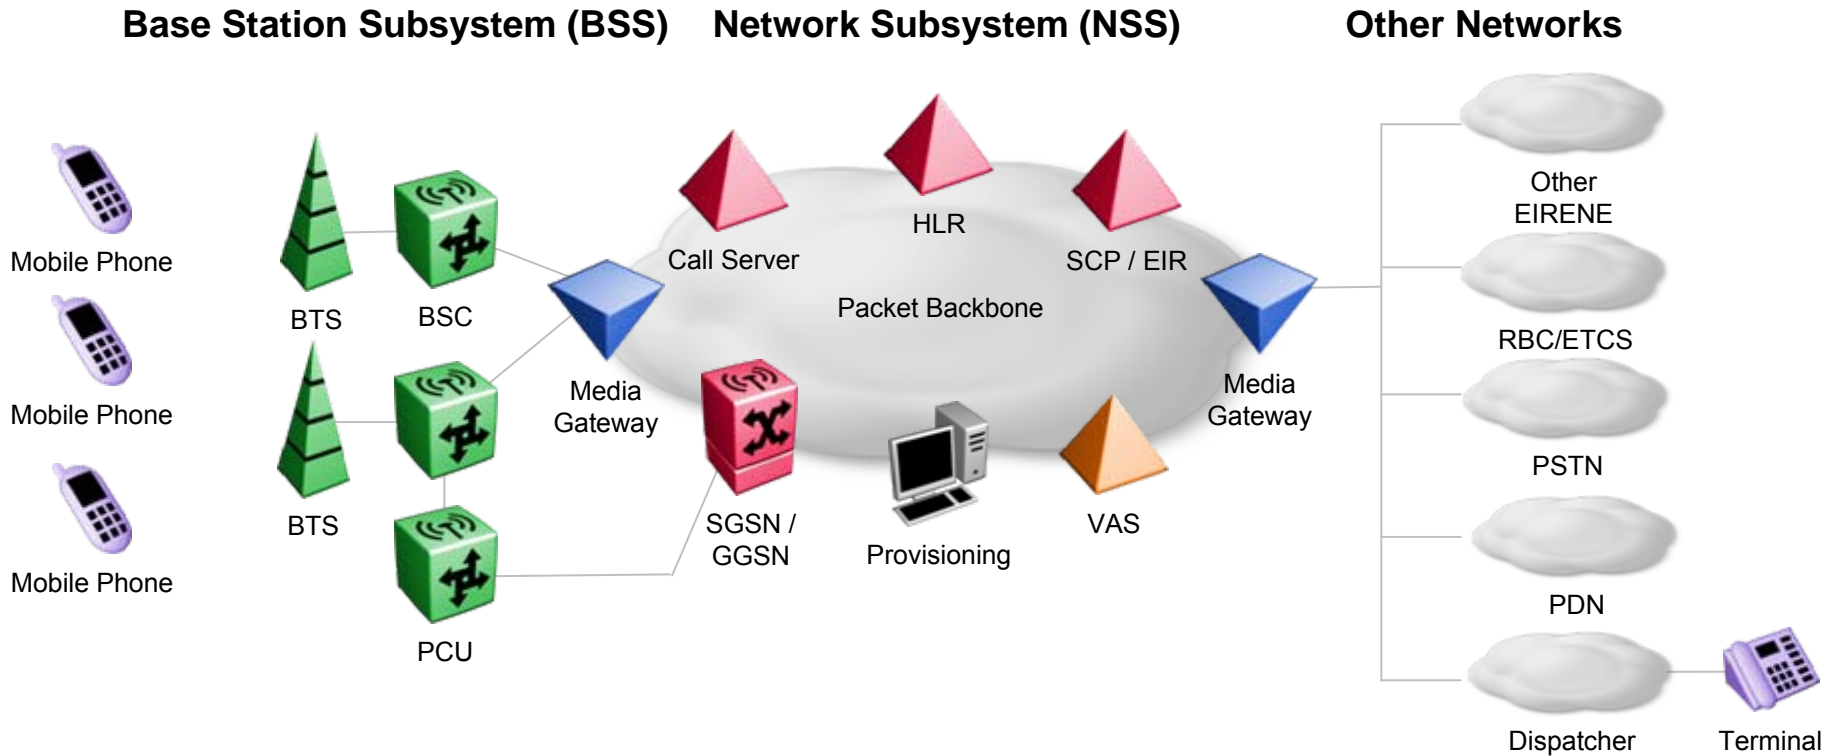 Base Station Subsystem (BSS)
Network Subsystem (NSS)
Other Networks
Mobile Phone
Mobile Phone
Mobile Phone
BTS
BSC
BTS
PCU
Media
Gateway
Call Server
HLR
SCP / EIR
Packet Backbone
SGSN /
GGSN
Provisioning
VAS
Media
Gateway
Other
EIRENE
RBC/ETCS
PSTN
PDN
Dispatcher
Terminal